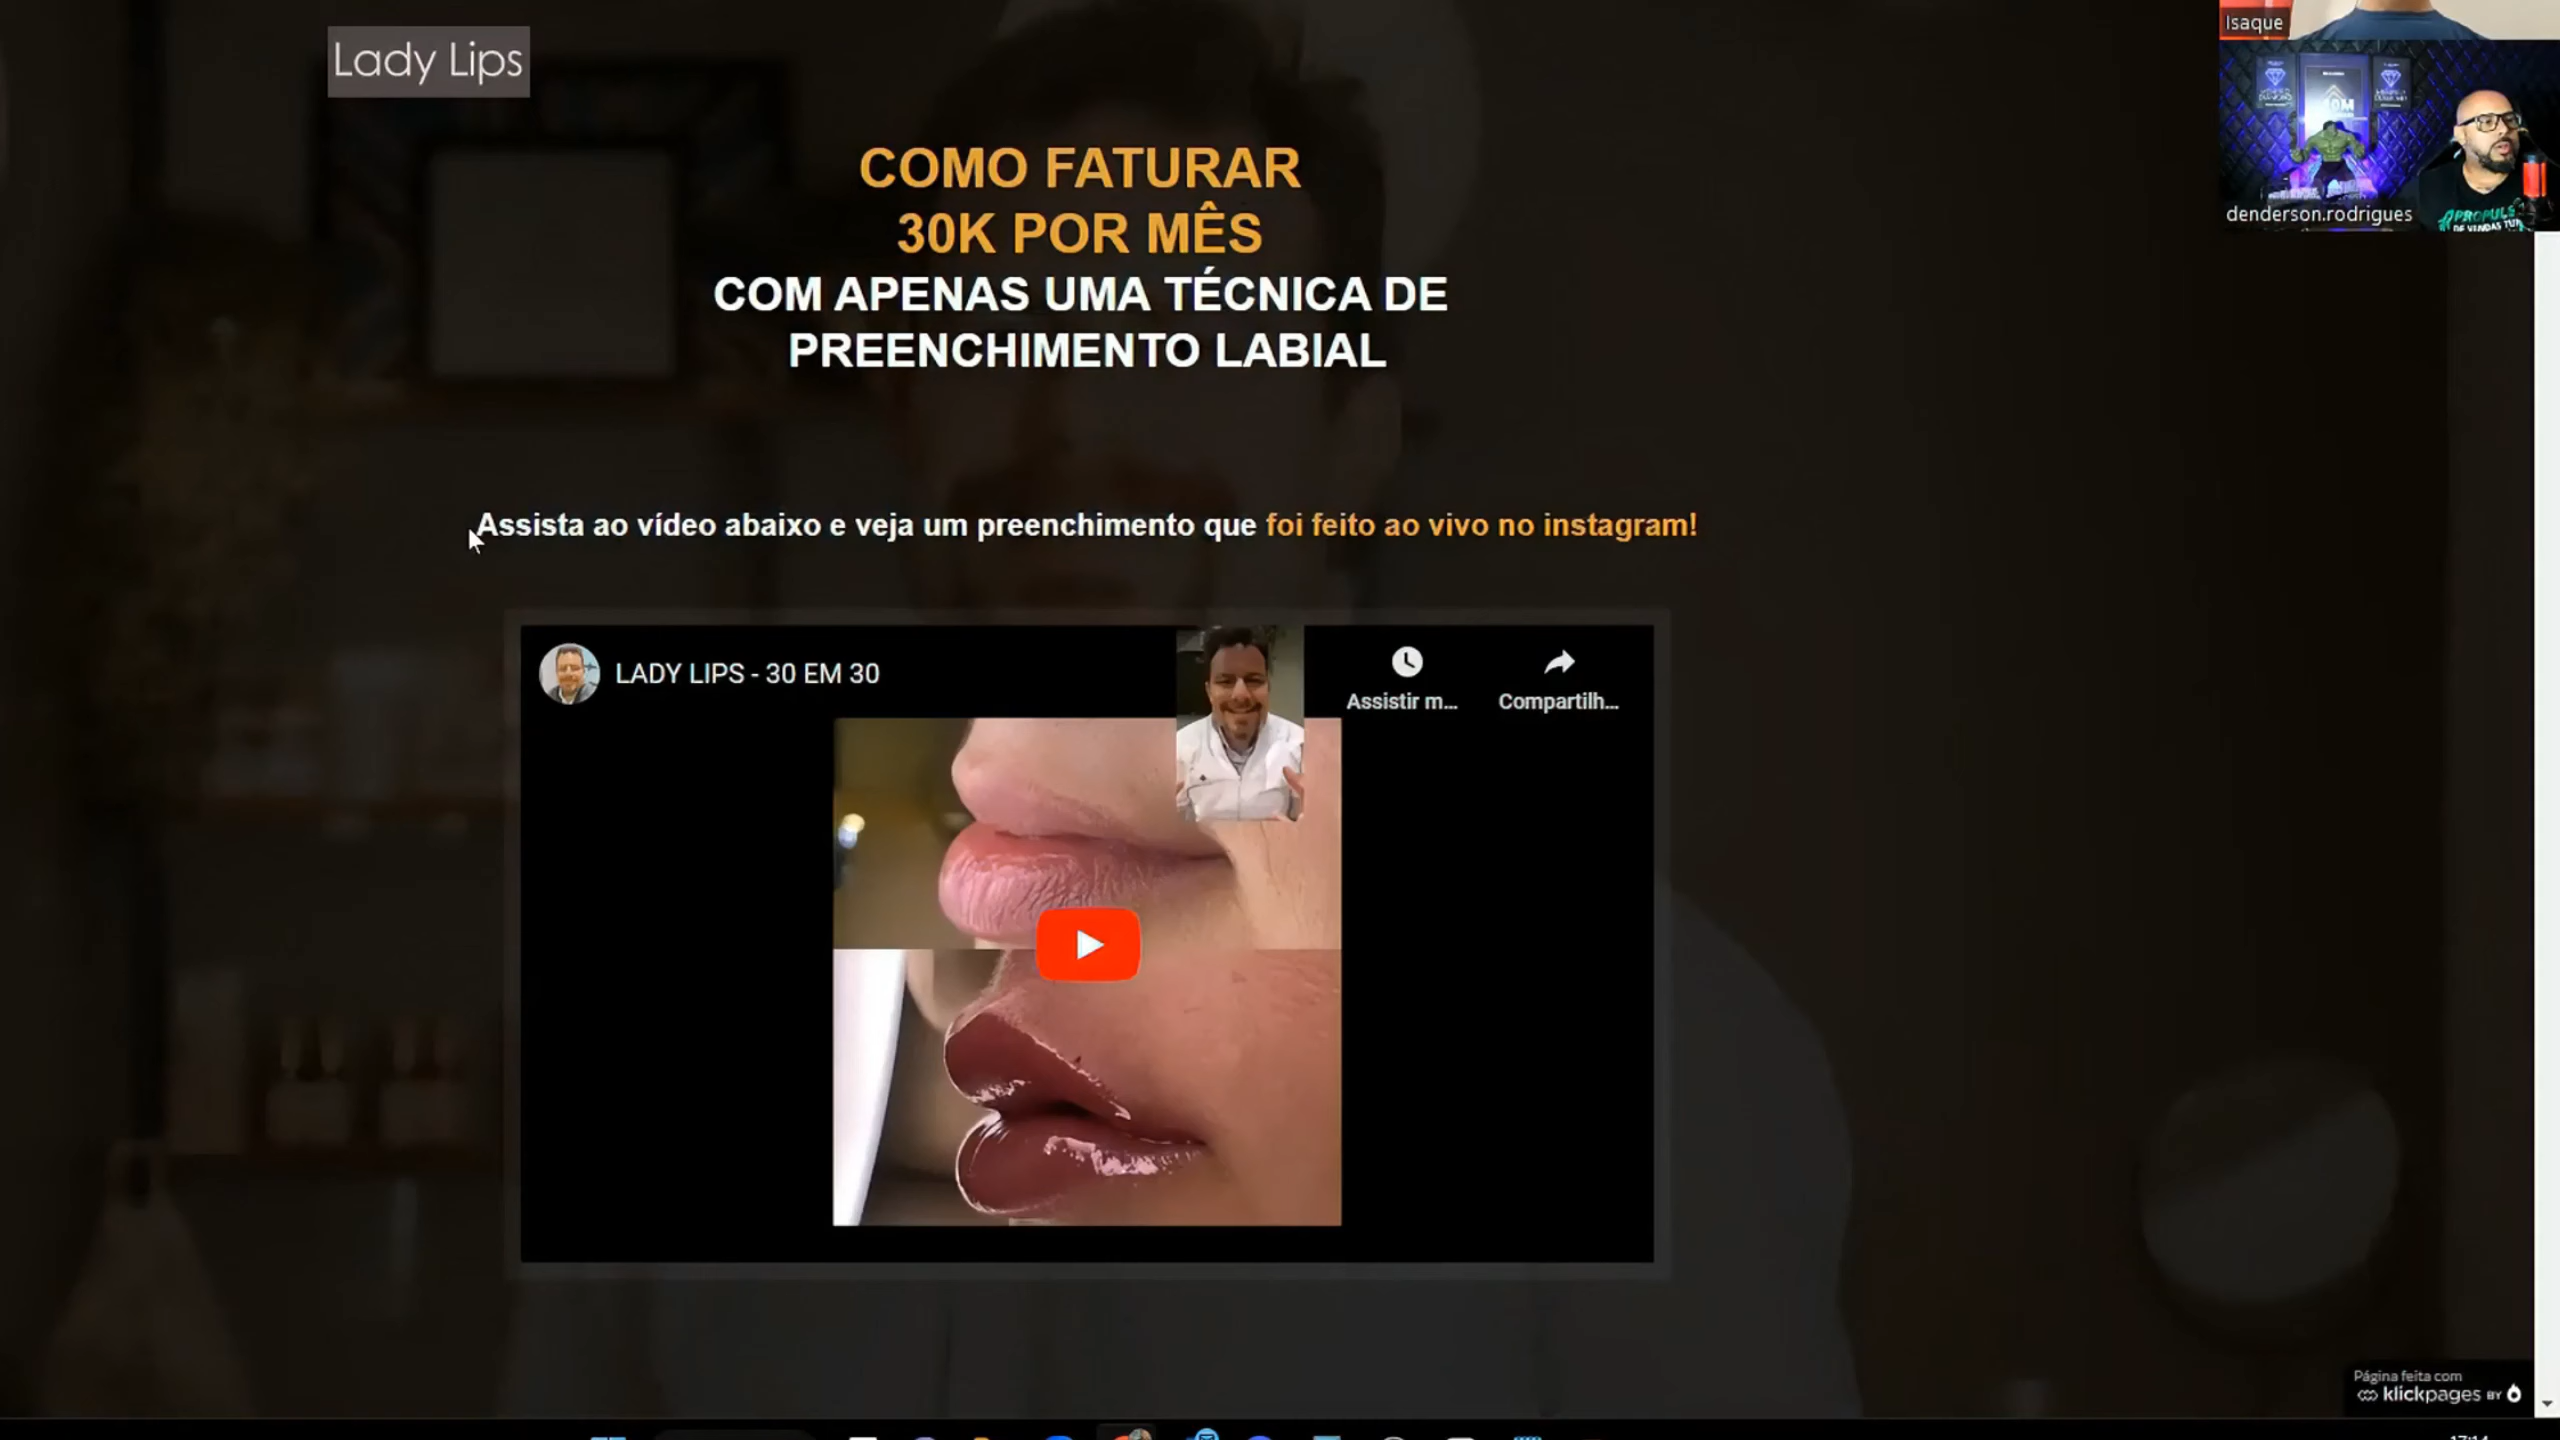 Lady Lips
Isaque
denderson.rodrigues
COMO FATURAR
30K POR MÊS
COM APENAS UMA TÉCNICA DE
PREENCHIMENTO LABIAL
Assista ao vídeo abaixo e veja um preenchimento que foi feito ao vivo no instagram!
LADY LIPS - 30 EM 30
Assistir m...
Compartilh...
Página feita com
klickpages BY